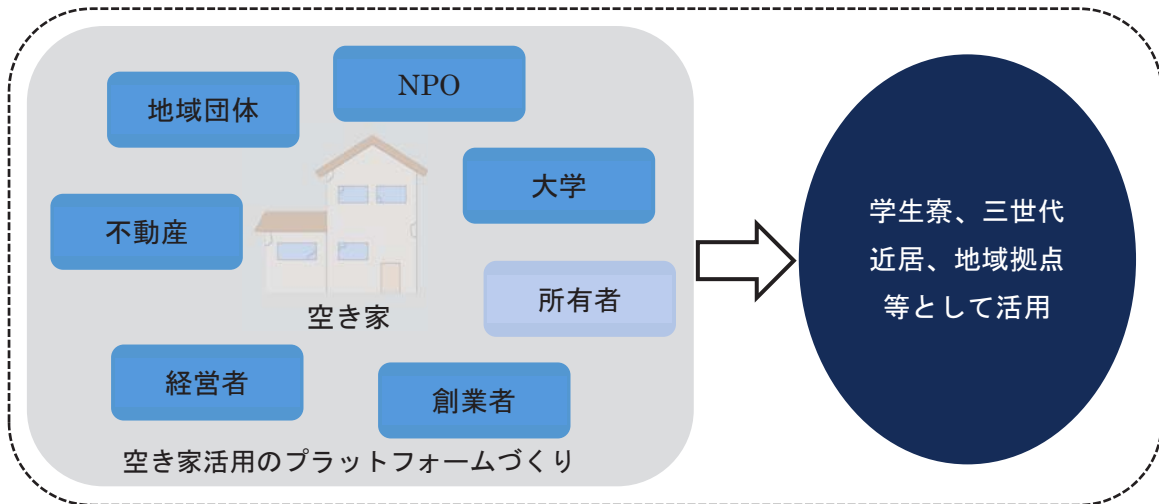 NPO
地域団体
大学
不動産
所有者
空き家
経営者
創業者
空き家活用のプラットフォームづくり
学生寮、三世代
近居、地域拠点
等として活用